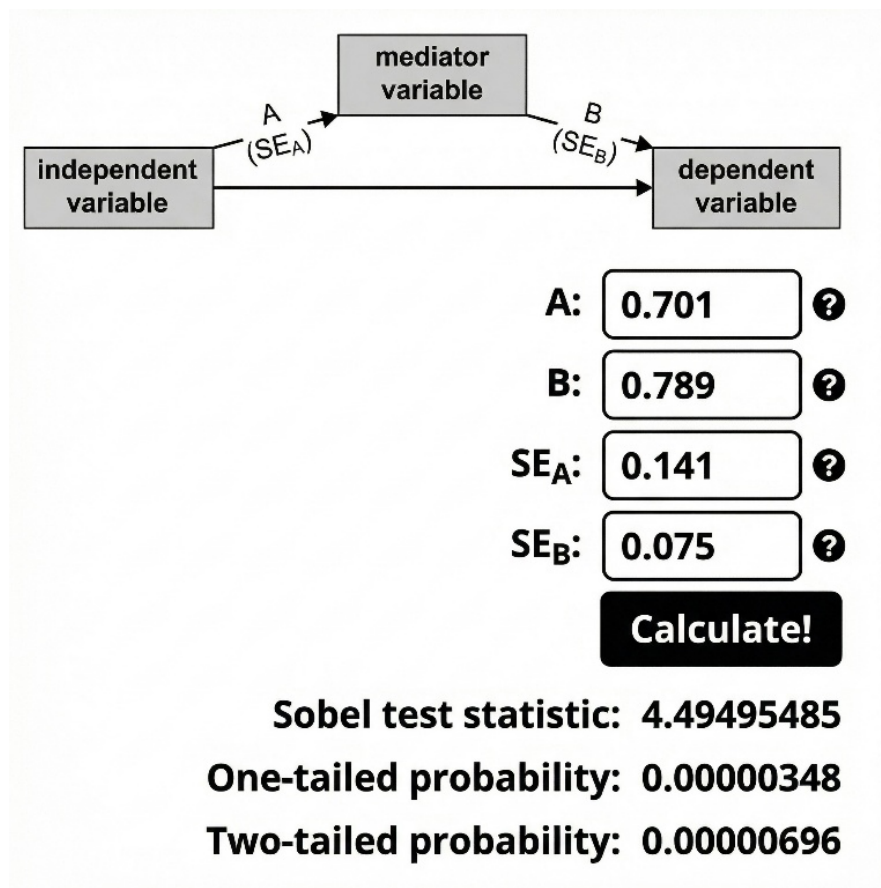 mediator
variable
A
(SEA)
B
(SEB)
independent
variable
dependent
variable
A: 0.701 ?
B: 0.789 ?
SEA: 0.141 ?
SEB: 0.075 ?
Calculate!
Sobel test statistic: 4.49495485
One-tailed probability: 0.00000348
Two-tailed probability: 0.00000696